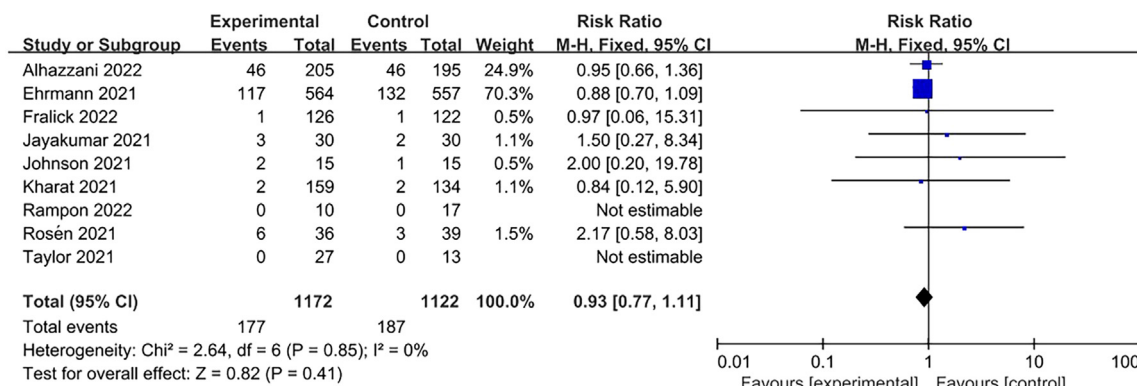 Experimental Control Risk Ratio Risk Ratio
Study or Subgroup Events Total Events Total Weight M-H, Fixed, 95% CI M-H, Fixed, 95% CI
Alhazzani 2022 46 205 46 195 24.9% 0.95 [0.66, 1.36]
Ehrmann 2021 117 564 132 557 70.3% 0.88 [0.70, 1.09]
Fralick 2022 1 126 1 122 0.5% 0.97 [0.06, 15.31]
Jayakumar 2021 3 30 2 30 1.1% 1.50 [0.27, 8.34]
Johnson 2021 2 15 1 15 0.5% 2.00 [0.20, 19.78]
Kharat 2021 2 159 2 134 1.1% 0.84 [0.12, 5.90]
Rampon 2022 0 10 0 17 Not estimable
Rosén 2021 6 36 3 39 1.5% 2.17 [0.58, 8.03]
Taylor 2021 0 27 0 13 Not estimable
Total (95% CI) 1172 1122 100.0% 0.93 [0.77, 1.11]
Total events 177 187
Heterogeneity: Chi² = 2.64, df = 6 (P = 0.85); I² = 0%
Test for overall effect: Z = 0.82 (P = 0.41)
0.01 0.1 1 10 100
Favours [experimental] Favours [control]